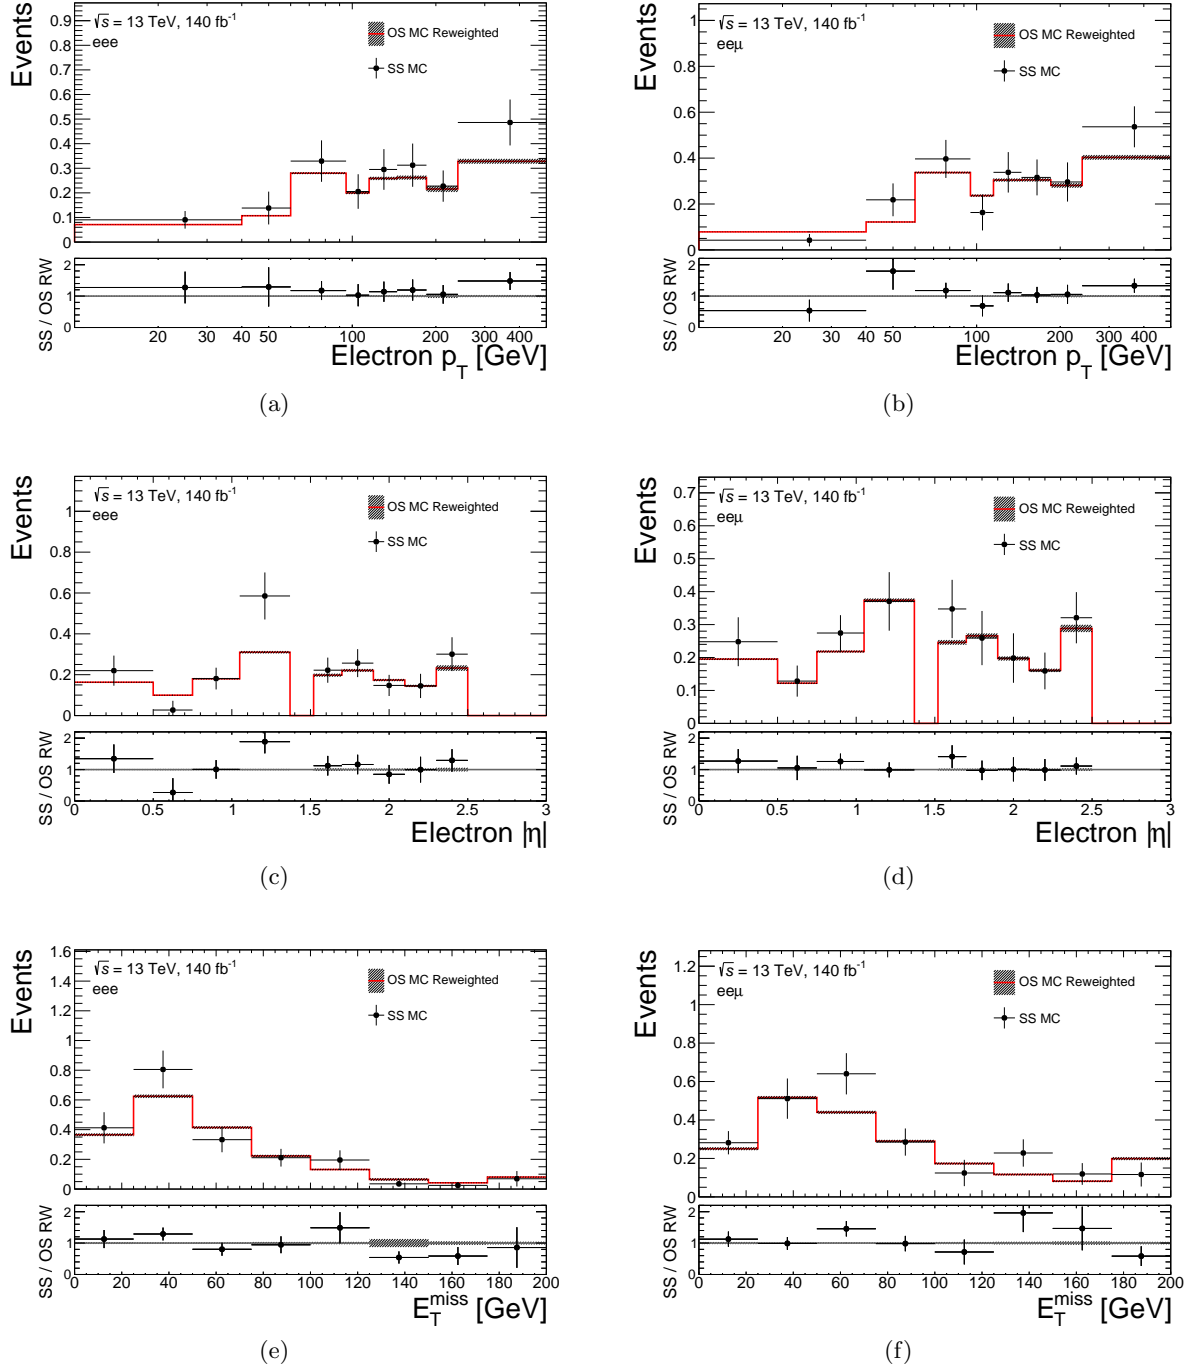 Events
√s = 13 TeV, 140 fb-1
eee
OS MC Reweighted
SS MC
0.9
0.8
0.7
0.6
0.5
0.4
0.3
0.2
0.1
0
SS / OS RW
2
1
0
20 30 40 50 100 200 300 400
Electron pT [GeV]
(a)
Events
√s = 13 TeV, 140 fb-1
eeμ
OS MC Reweighted
SS MC
1
0.8
0.6
0.4
0.2
0
SS / OS RW
2
1
0
20 30 40 50 100 200 300 400
Electron pT [GeV]
(b)
Events
√s = 13 TeV, 140 fb-1
eee
OS MC Reweighted
SS MC
1
0.8
0.6
0.4
0.2
0
SS / OS RW
2
1
0
0 0.5 1 1.5 2 2.5 3
Electron |η|
(c)
Events
√s = 13 TeV, 140 fb-1
eeμ
OS MC Reweighted
SS MC
0.7
0.6
0.5
0.4
0.3
0.2
0.1
0
SS / OS RW
2
1
0
0 0.5 1 1.5 2 2.5 3
Electron |η|
(d)
Events
√s = 13 TeV, 140 fb-1
eee
OS MC Reweighted
SS MC
1.6
1.4
1.2
1
0.8
0.6
0.4
0.2
0
SS / OS RW
2
1
0
0 20 40 60 80 100 120 140 160 180 200
ETmiss [GeV]
(e)
Events
√s = 13 TeV, 140 fb-1
eeμ
OS MC Reweighted
SS MC
1.2
1
0.8
0.6
0.4
0.2
0
SS / OS RW
2
1
0
0 20 40 60 80 100 120 140 160 180 200
ETmiss [GeV]
(f)